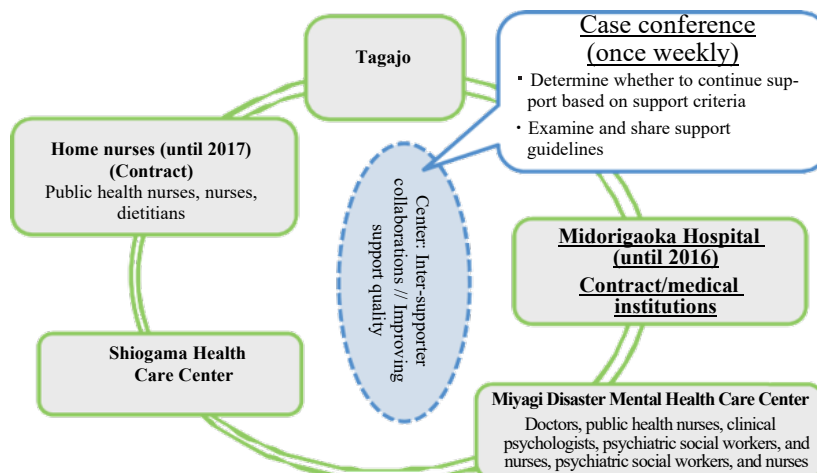 Tagajo
Case conference
(once weekly)
▪ Determine whether to continue sup-
port based on support criteria
・ Examine and share support
guidelines
Home nurses (until 2017)
(Contract)
Public health nurses, nurses,
dietitians
Center: Inter-supporter
collaborations // Improving
support quality
Midorigaoka Hospital
(until 2016)
Contract/medical
institutions
Shiogama Health
Care Center
Miyagi Disaster Mental Health Care Center
Doctors, public health nurses, clinical
psychologists, psychiatric social workers, and
nurses, psychiatric social workers, and nurses